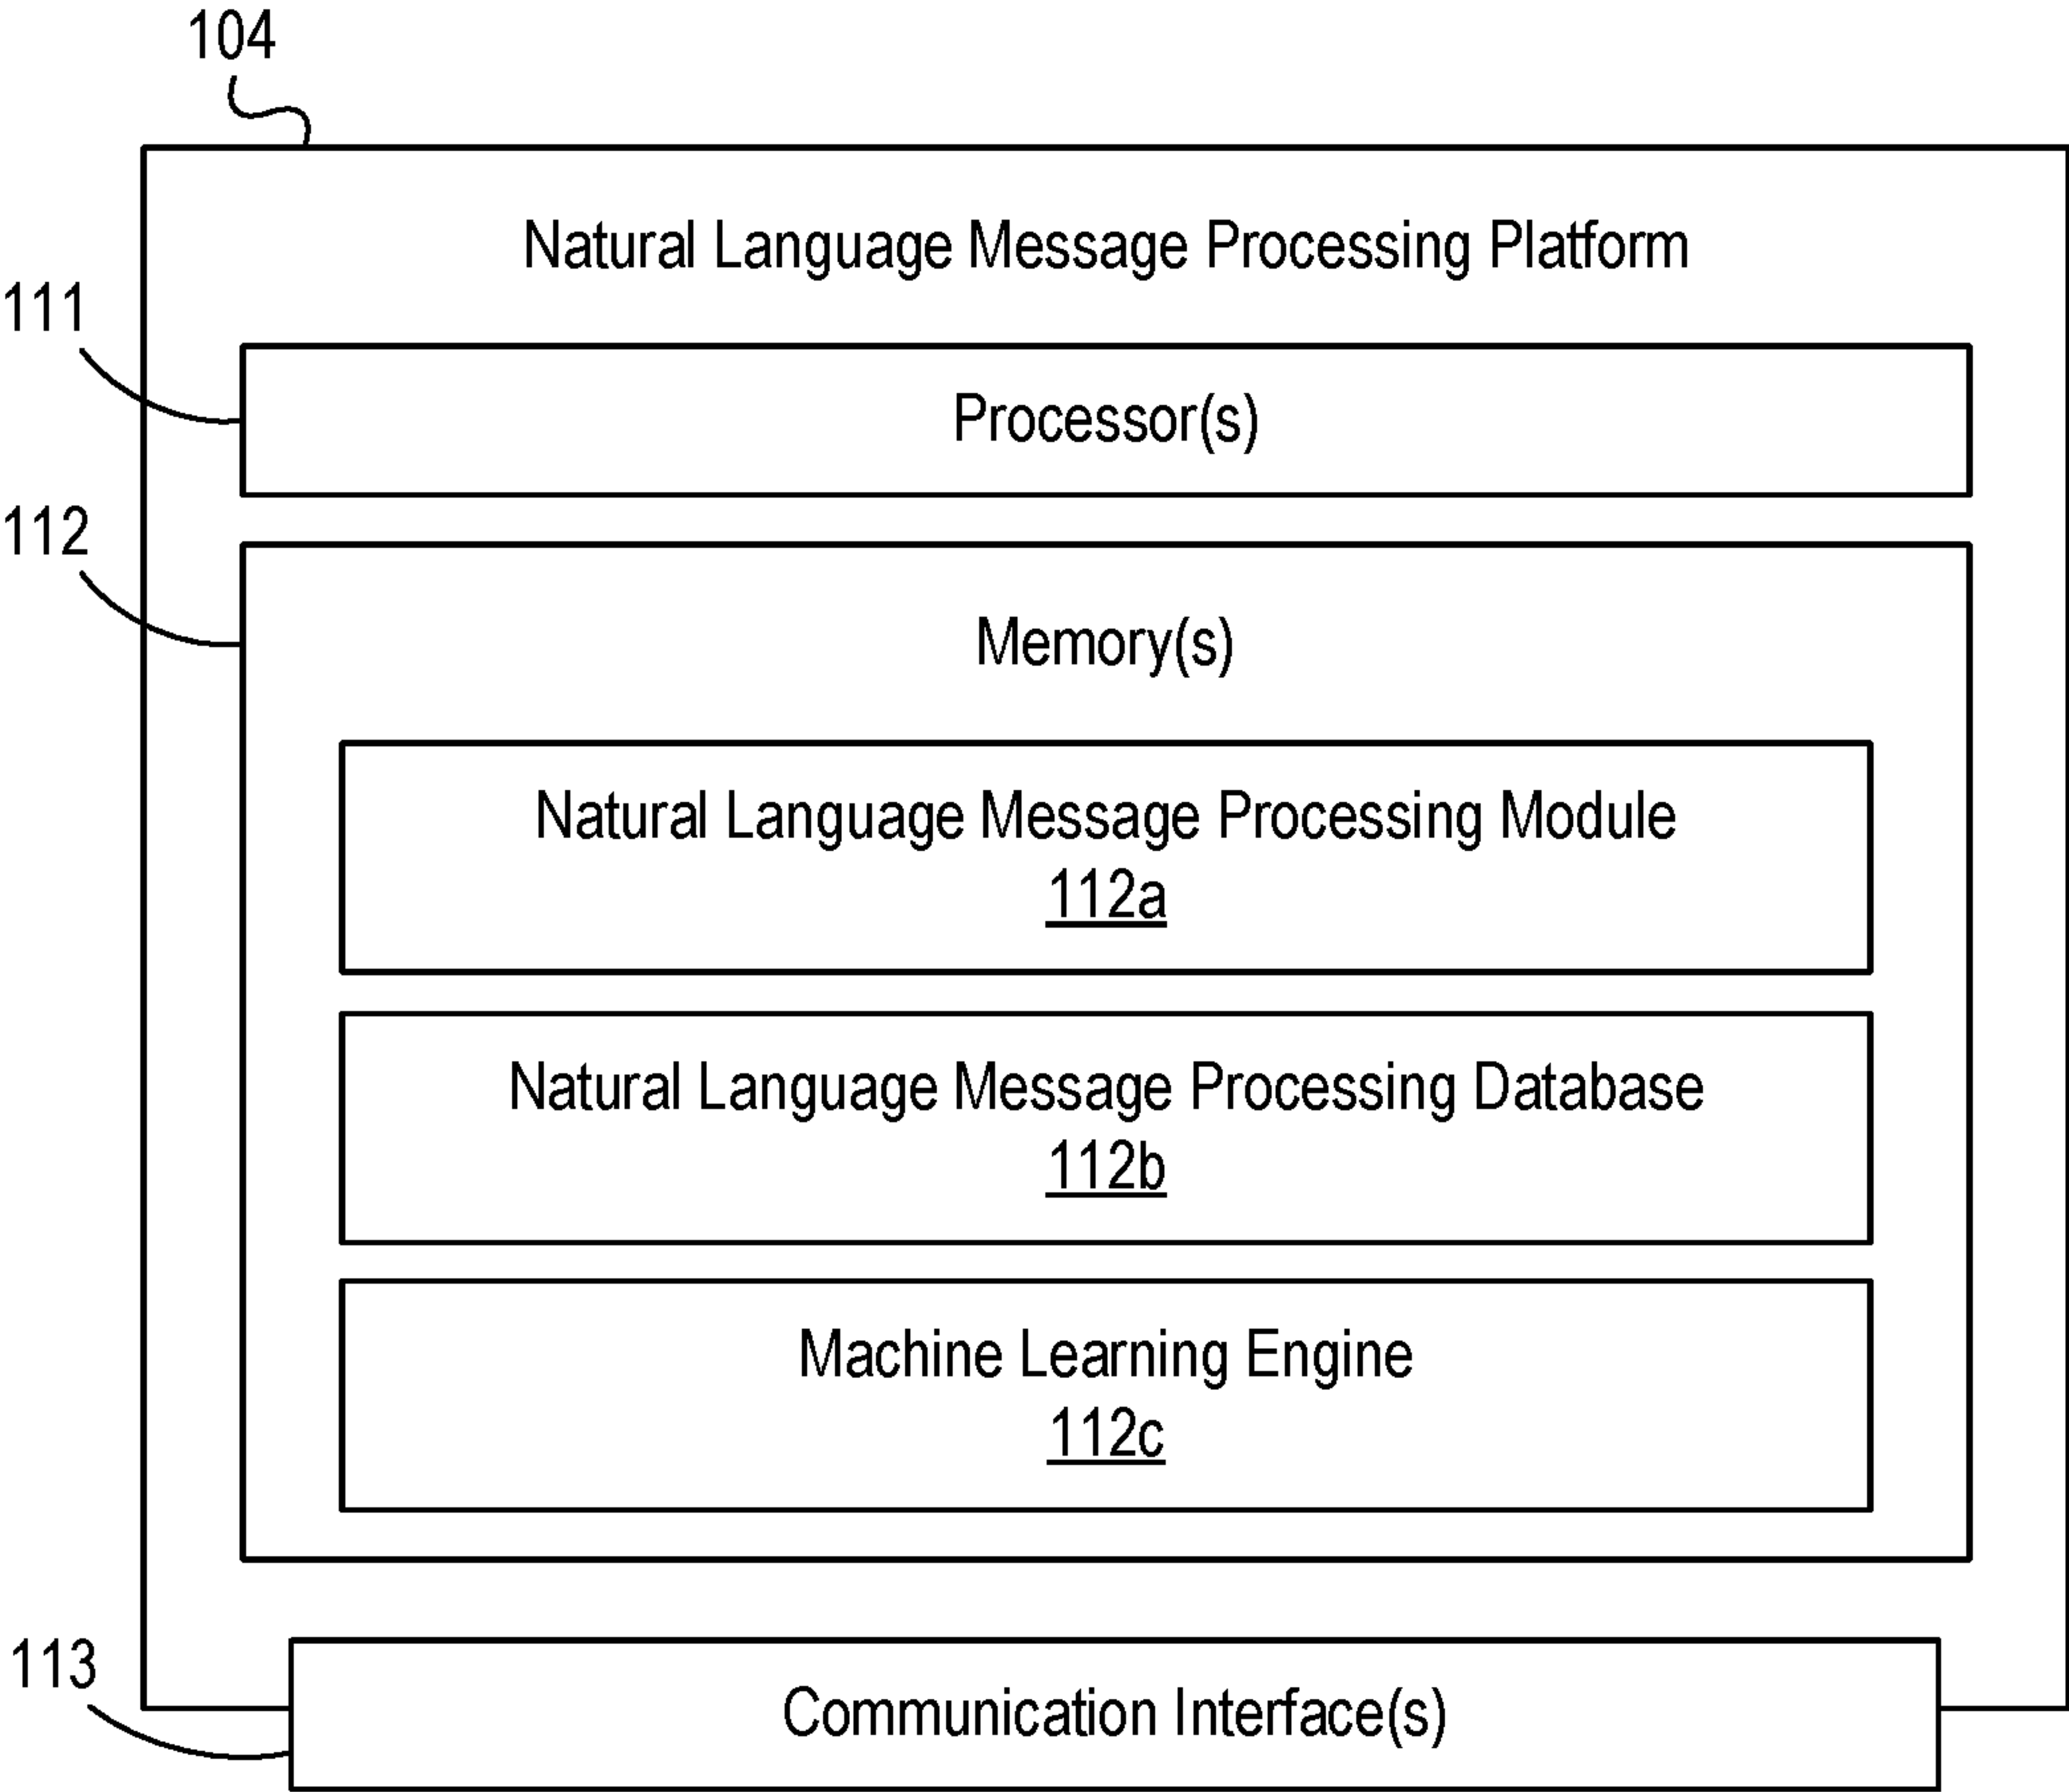 104
Natural Language Message Processing Platform
111
Processor(s)
112
Memory(s)
Natural Language Message Processing Module
112a
Natural Language Message Processing Database
112b
Machine Learning Engine
112c
113
Communication Interface(s)